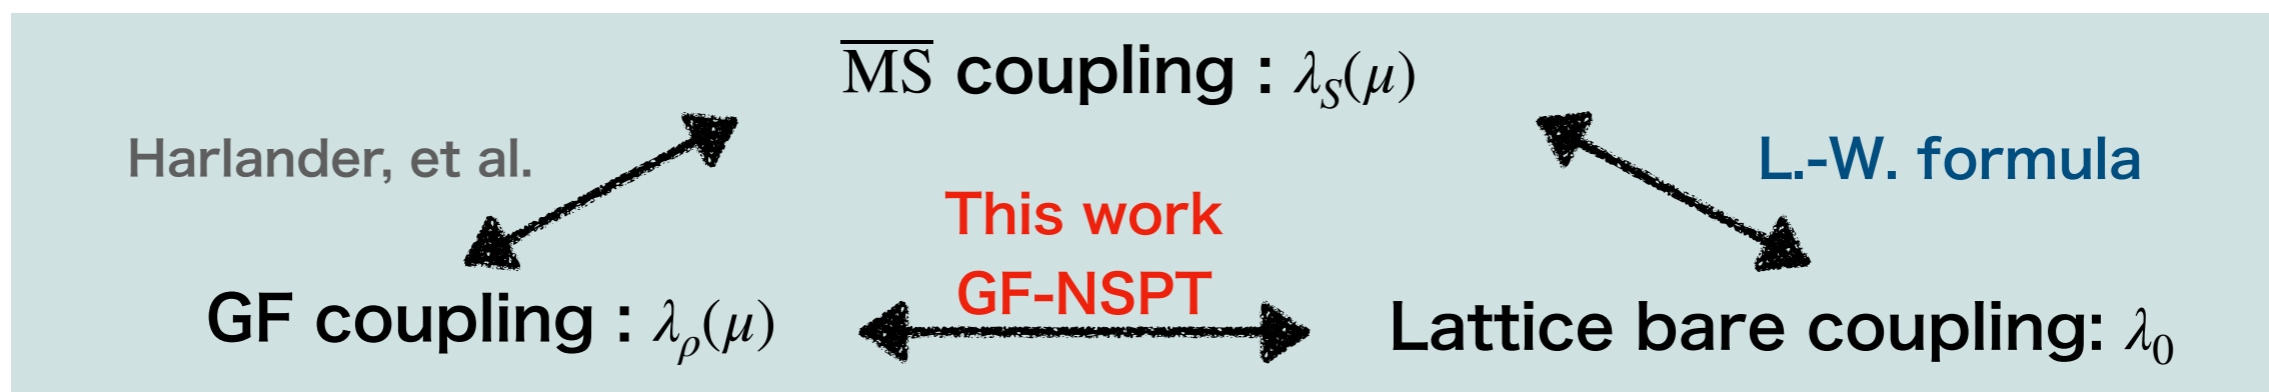 MS coupling : λS(μ)
Harlander, et al.
L.-W. formula
This work
GF-NSPT
GF coupling : λρ(μ)
Lattice bare coupling: λ0